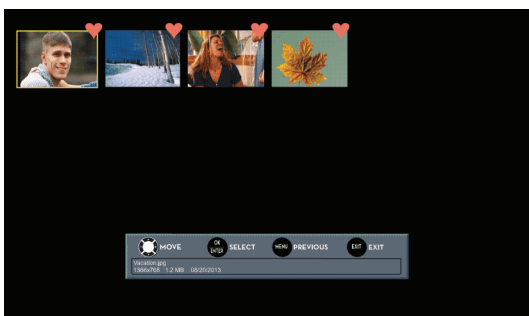 MOVE OK ENTER SELECT MENU PREVIOUS EXIT EXIT
Vacation.jpg
1366x768 1.2 MB 08/20/2013